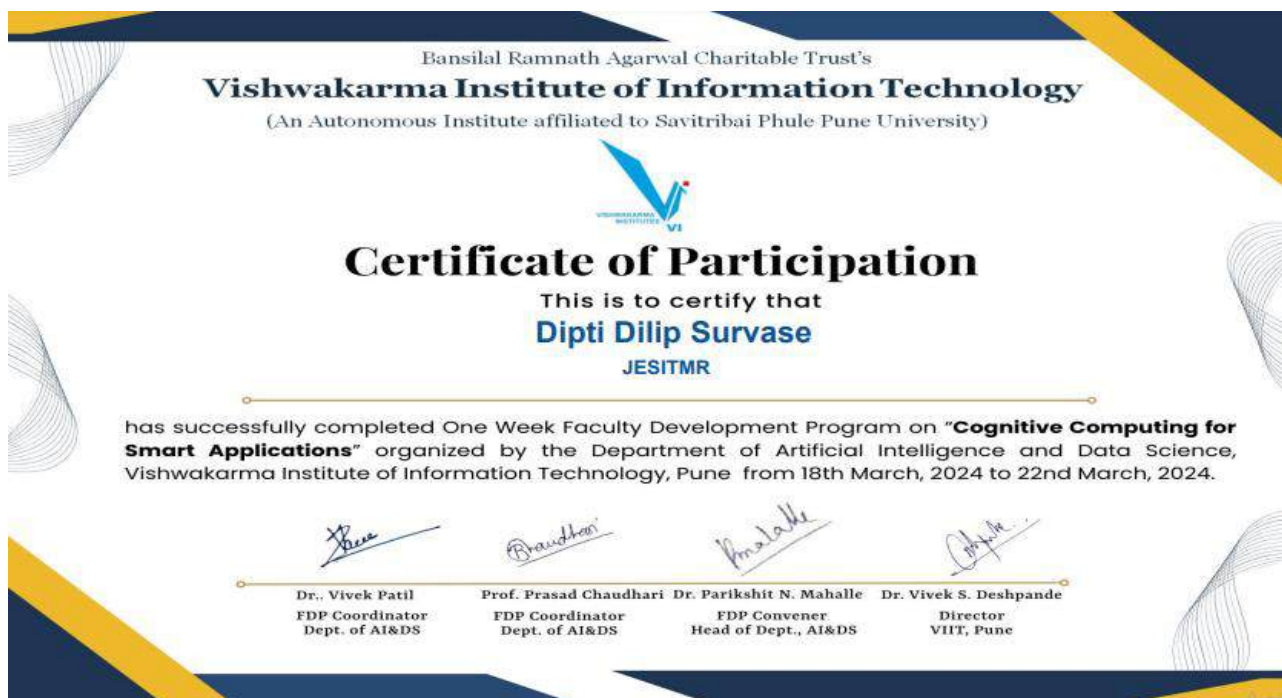 Bansilal Ramnath Agarwal Charitable Trust's
Vishwakarma Institute of Information Technology
(An Autonomous Institute affiliated to Savitribai Phule Pune University)
VISHWAKARMA
INSTITUTES
VI
Certificate of Participation
This is to certify that
Dipti Dilip Survase
JESITMR
has successfully completed One Week Faculty Development Program on "Cognitive Computing for
Smart Applications" organized by the Department of Artificial Intelligence and Data Science,
Vishwakarma Institute of Information Technology, Pune from 18th March, 2024 to 22nd March, 2024.
Dr.. Vivek Patil Prof. Prasad Chaudhari Dr. Parikshit N. Mahalle Dr. Vivek S. Deshpande
FDP Coordinator FDP Coordinator FDP Convener Director
Dept. of AI&DS Dept. of AI&DS Head of Dept., AI&DS VIIT, Pune